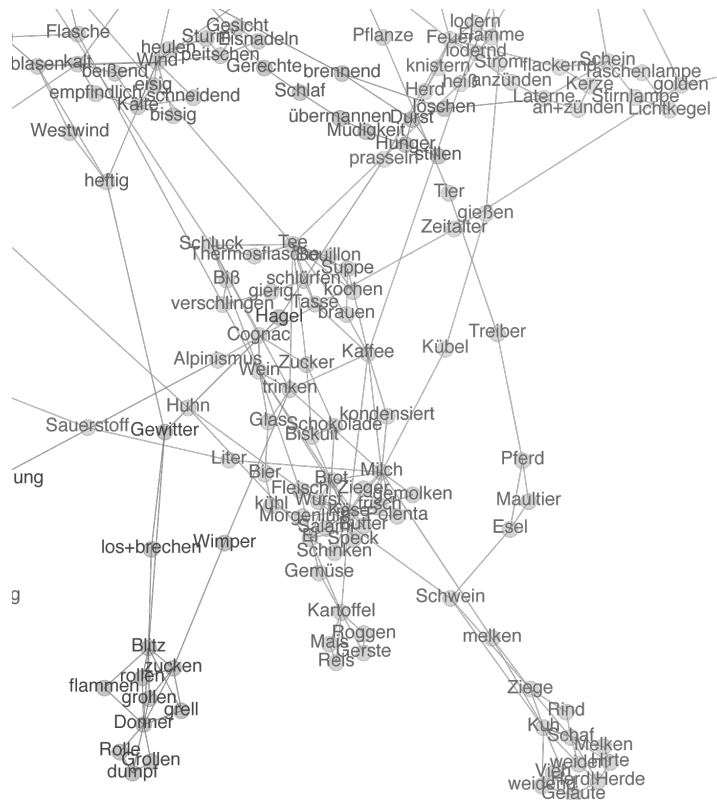 lodern
Gesicht
Flasche
Sturm
Pflanze
Feuer
Flamme
Eisnadeln
heulen
lodernd
peitschen
Wind
Strom
Schein
blasen
kalt
Gerechte
knistern
flackern
beißend
brennend
Taschenlampe
heiß
anzünden
Kerze
golden
eisig
empfindlich
schneidend
Schlaf
Herd
Laterne
Stirnlampe
Kälte
löschen
an+zünden
Lichtkegel
bissig
übermannen
Durst
Westwind
Müdigkeit
Hunger
prasseln
stillen
heftig
Tier
gießen
Zeitalter
Schluck
Tee
Thermosflasche
Bouillon
Suppe
Biß
schlürfen
gierig
kochen
verschlingen
Tasse
Hagel
brauen
Cognac
Treiber
Kübel
Kaffee
Alpinismus
Zucker
Wein
trinken
Huhn
kondensiert
Glas
Sauerstoff
Gewitter
Schokolade
Biskuit
Liter
Pferd
Bier
Milch
ung
Brot
Fleisch
Zieger
gemolken
kühl
Wurst
frisch
Maultier
Käse
Morgenluft
Polenta
Salami
Butter
Esel
Ei
Speck
los+brechen
Wimper
Schinken
Gemüse
g
Schwein
Kartoffel
Roggen
melken
Mais
Blitz
Gerste
Reis
zucken
rollen
flammen
Ziege
grollen
grell
Rind
Donner
Kuh
Schaf
Melken
Rolle
Grollen
weiden
Hirte
dumpf
Vieh
weidend
Herde
Geläute